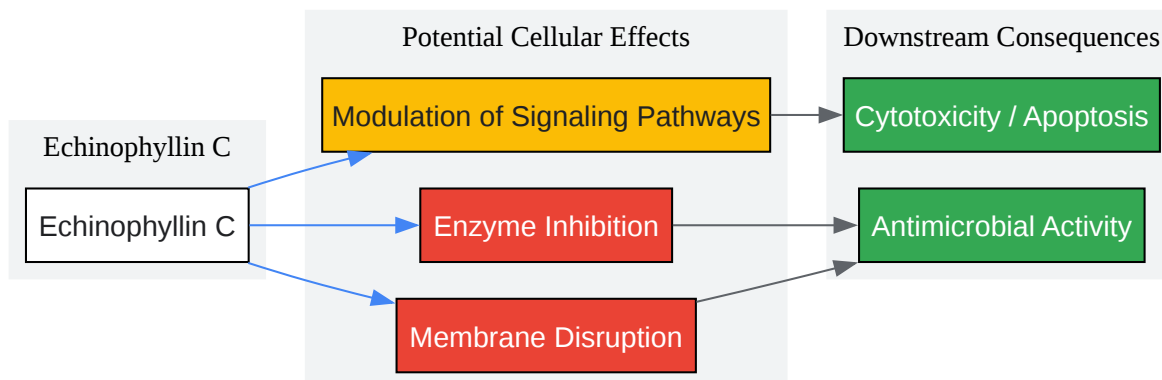 Echinophyllin C
Echinophyllin C
Potential Cellular Effects
Modulation of Signaling Pathways
Enzyme Inhibition
Membrane Disruption
Downstream Consequences
Cytotoxicity / Apoptosis
Antimicrobial Activity